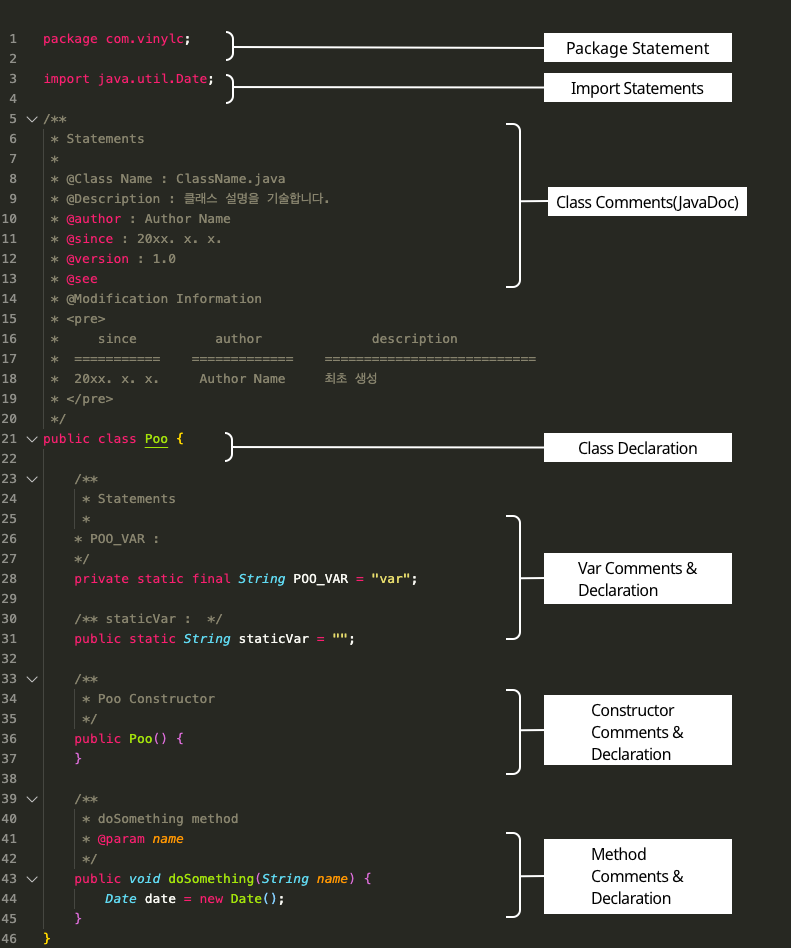 1 package com.vinylc;
Package Statement
2
3 import java.util.Date;
Import Statements
4
5 /**
6 * Statements
7 *
8 * @Class Name : ClassName.java
9 * @Description : 클래스 설명을 기술합니다.
Class Comments(JavaDoc)
10 * @author : Author Name
11 * @since : 20xx. x. x.
12 * @version : 1.0
13 * @see
14 * @Modification Information
15 * <pre>
16 * since author description
17 * =========== ============= ===========================
18 * 20xx. x. x. Author Name 최초 생성
19 * </pre>
20 */
21 public class Poo {
Class Declaration
22
23 /**
24 * Statements
25 *
26 * POO_VAR :
27 */
28 private static final String POO_VAR = "var";
Var Comments &
Declaration
29
30 /** staticVar : */
31 public static String staticVar = "";
32
33 /**
34 * Poo Constructor
35 */
36 public Poo() {
Constructor
Comments &
Declaration
37 }
38
39 /**
40 * doSomething method
41 * @param name
42 */
43 public void doSomething(String name) {
Method
Comments &
Declaration
44 Date date = new Date();
45 }
46 }